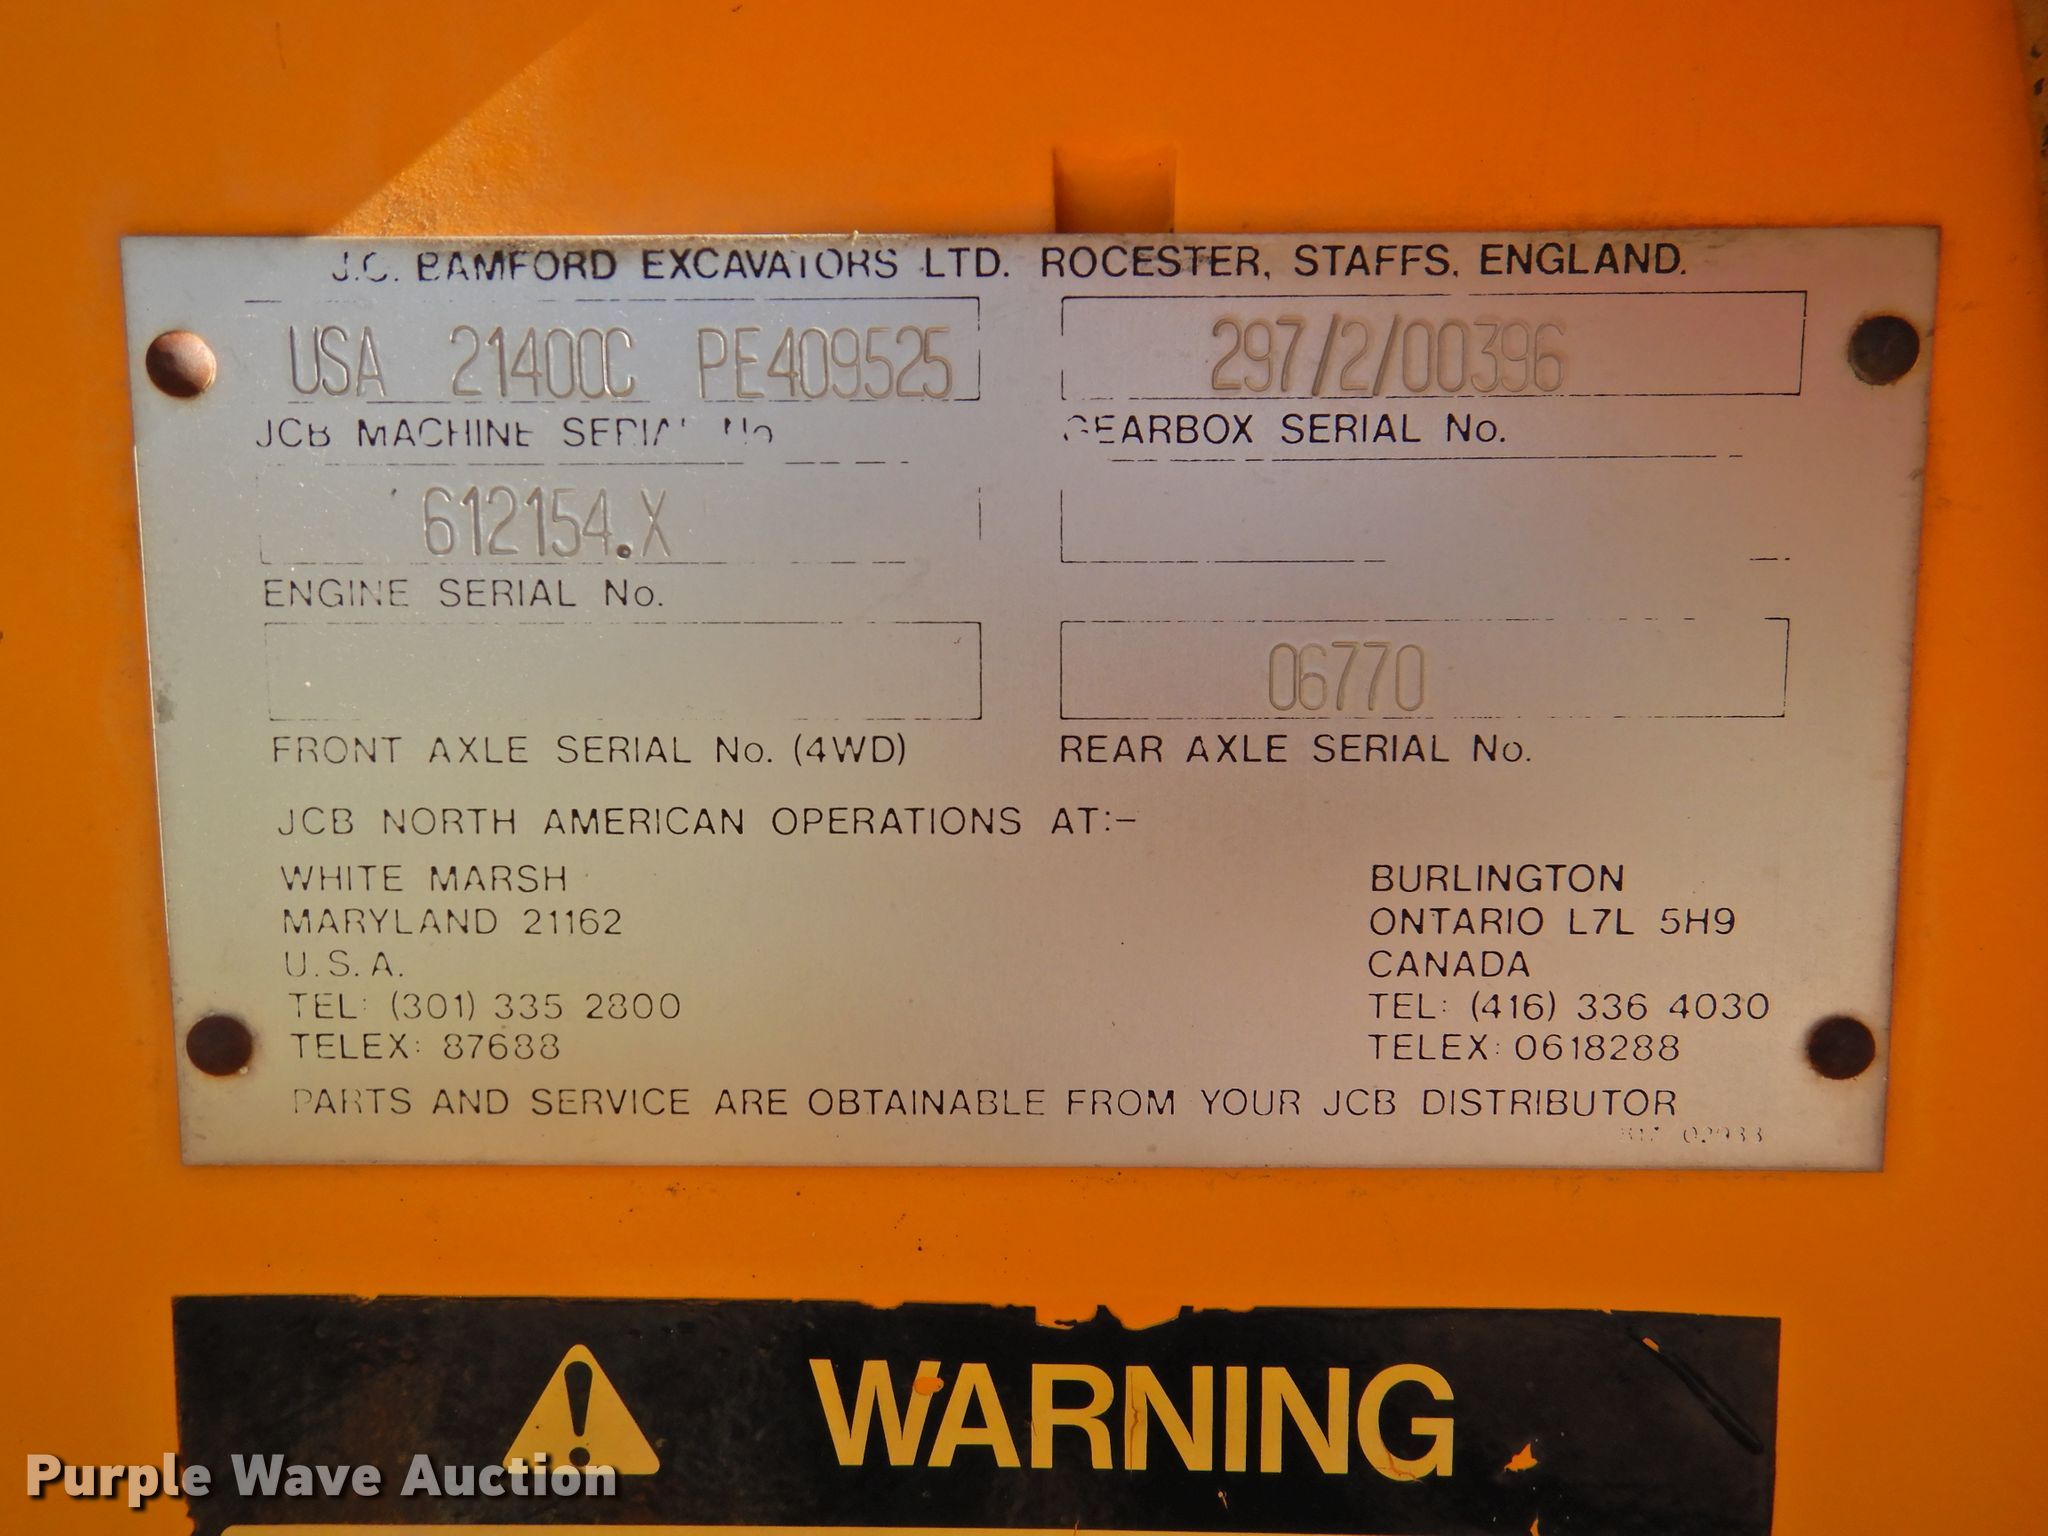 J.C. BAMFORD EXCAVATORS LTD. ROCESTER, STAFFS, ENGLAND.
USA 21400C PE409525
297/2/00396
JCB MACHINE SERIAL No
GEARBOX SERIAL No.
612154.X
ENGINE SERIAL No.
06770
FRONT AXLE SERIAL No. (4WD)
REAR AXLE SERIAL No.
JCB NORTH AMERICAN OPERATIONS AT:-
WHITE MARSH
MARYLAND 21162
U.S.A.
TEL: (301) 335 2800
TELEX: 87688
BURLINGTON
ONTARIO L7L 5H9
CANADA
TEL: (416) 336 4030
TELEX: 0618288
PARTS AND SERVICE ARE OBTAINABLE FROM YOUR JCB DISTRIBUTOR
WARNING
Purple Wave Auction